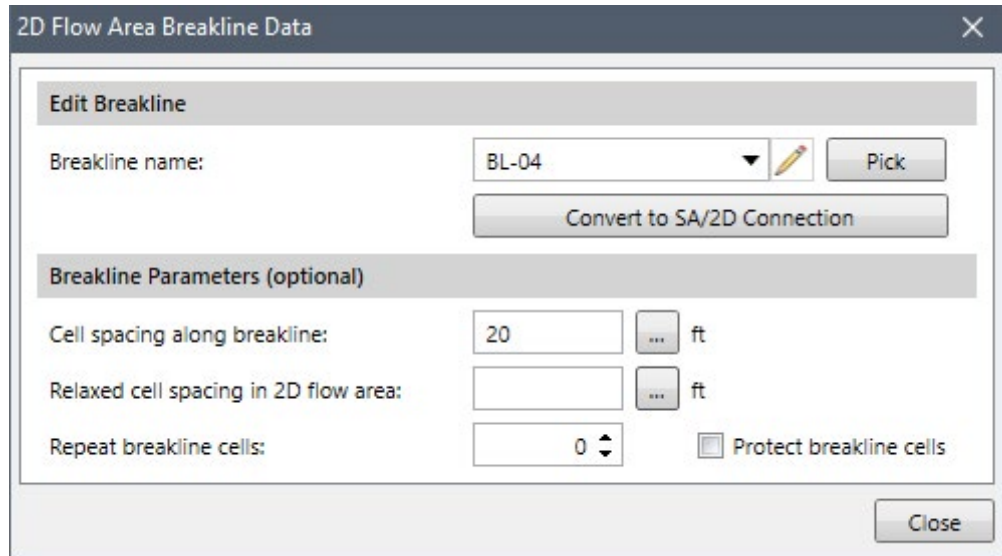 2D Flow Area Breakline Data
Edit Breakline
Breakline name: BL-04 Pick
Convert to SA/2D Connection
Breakline Parameters (optional)
Cell spacing along breakline: 20 ... ft
Relaxed cell spacing in 2D flow area: ... ft
Repeat breakline cells: 0 Protect breakline cells
Close